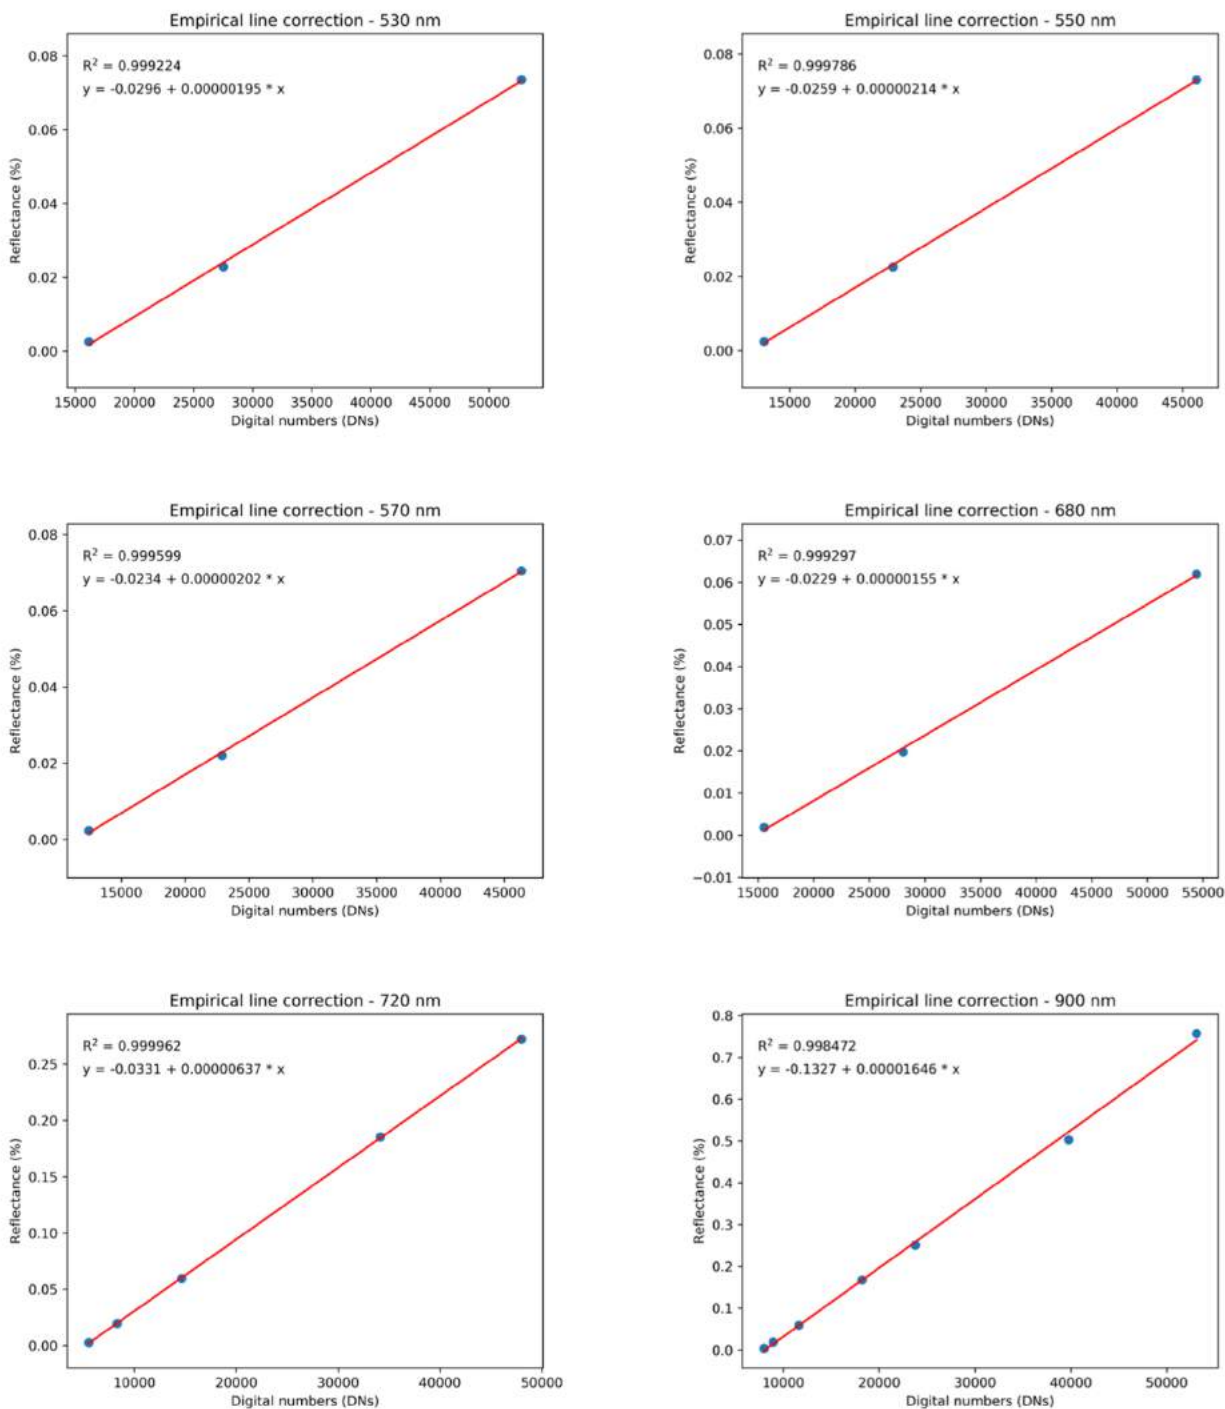 Empirical line correction - 530 nm
R² = 0.999224
y = -0.0296 + 0.00000195 * x
0.08
0.06
0.04
0.02
0.00
Reflectance (%)
15000 20000 25000 30000 35000 40000 45000 50000
Digital numbers (DNs)
Empirical line correction - 550 nm
R² = 0.999786
y = -0.0259 + 0.00000214 * x
0.08
0.06
0.04
0.02
0.00
Reflectance (%)
15000 20000 25000 30000 35000 40000 45000
Digital numbers (DNs)
Empirical line correction - 570 nm
R² = 0.999599
y = -0.0234 + 0.00000202 * x
0.08
0.06
0.04
0.02
0.00
Reflectance (%)
15000 20000 25000 30000 35000 40000 45000
Digital numbers (DNs)
Empirical line correction - 680 nm
R² = 0.999297
y = -0.0229 + 0.00000155 * x
0.07
0.06
0.05
0.04
0.03
0.02
0.01
0.00
−0.01
Reflectance (%)
15000 20000 25000 30000 35000 40000 45000 50000 55000
Digital numbers (DNs)
Empirical line correction - 720 nm
R² = 0.999962
y = -0.0331 + 0.00000637 * x
0.25
0.20
0.15
0.10
0.05
0.00
Reflectance (%)
10000 20000 30000 40000 50000
Digital numbers (DNs)
Empirical line correction - 900 nm
R² = 0.998472
y = -0.1327 + 0.00001646 * x
0.8
0.7
0.6
0.5
0.4
0.3
0.2
0.1
0.0
Reflectance (%)
10000 20000 30000 40000 50000
Digital numbers (DNs)